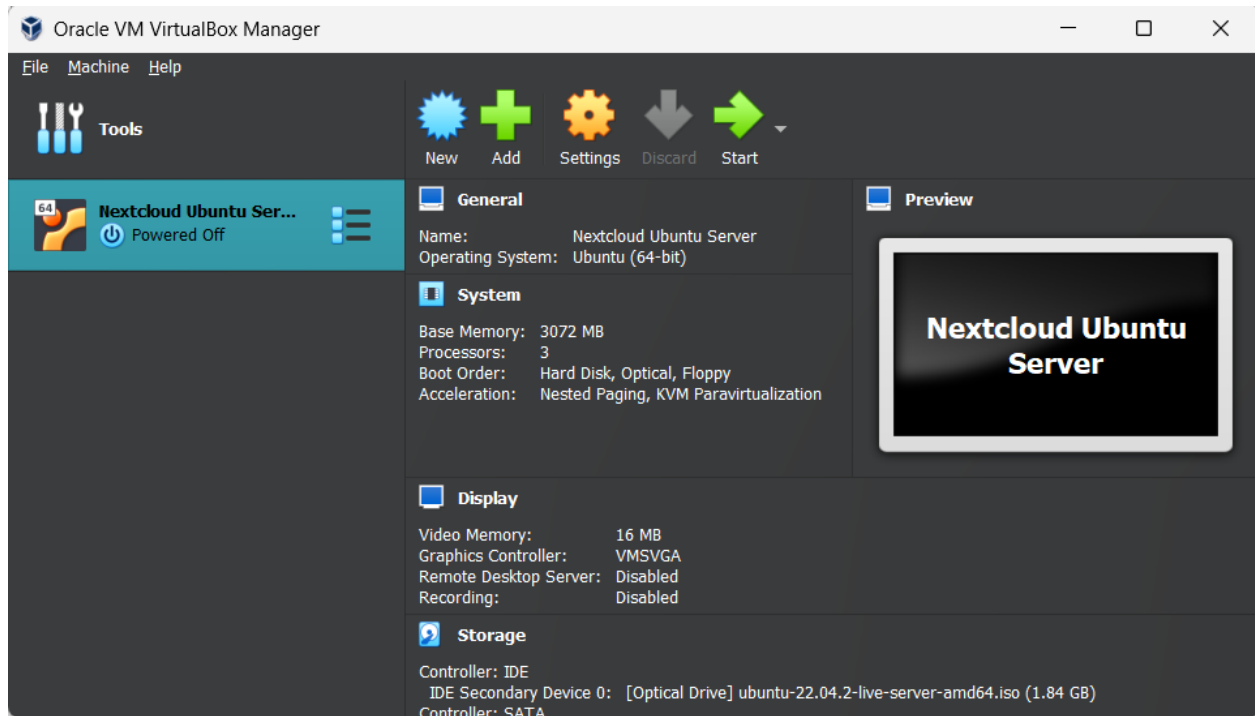 Oracle VM VirtualBox Manager
File Machine Help
Tools
New Add Settings Discard Start
64
Nextcloud Ubuntu Ser...
Powered Off
General
Name: Nextcloud Ubuntu Server
Operating System: Ubuntu (64-bit)
Preview
Nextcloud Ubuntu
Server
System
Base Memory: 3072 MB
Processors: 3
Boot Order: Hard Disk, Optical, Floppy
Acceleration: Nested Paging, KVM Paravirtualization
Display
Video Memory: 16 MB
Graphics Controller: VMSVGA
Remote Desktop Server: Disabled
Recording: Disabled
Storage
Controller: IDE
IDE Secondary Device 0: [Optical Drive] ubuntu-22.04.2-live-server-amd64.iso (1.84 GB)
Controller: SATA